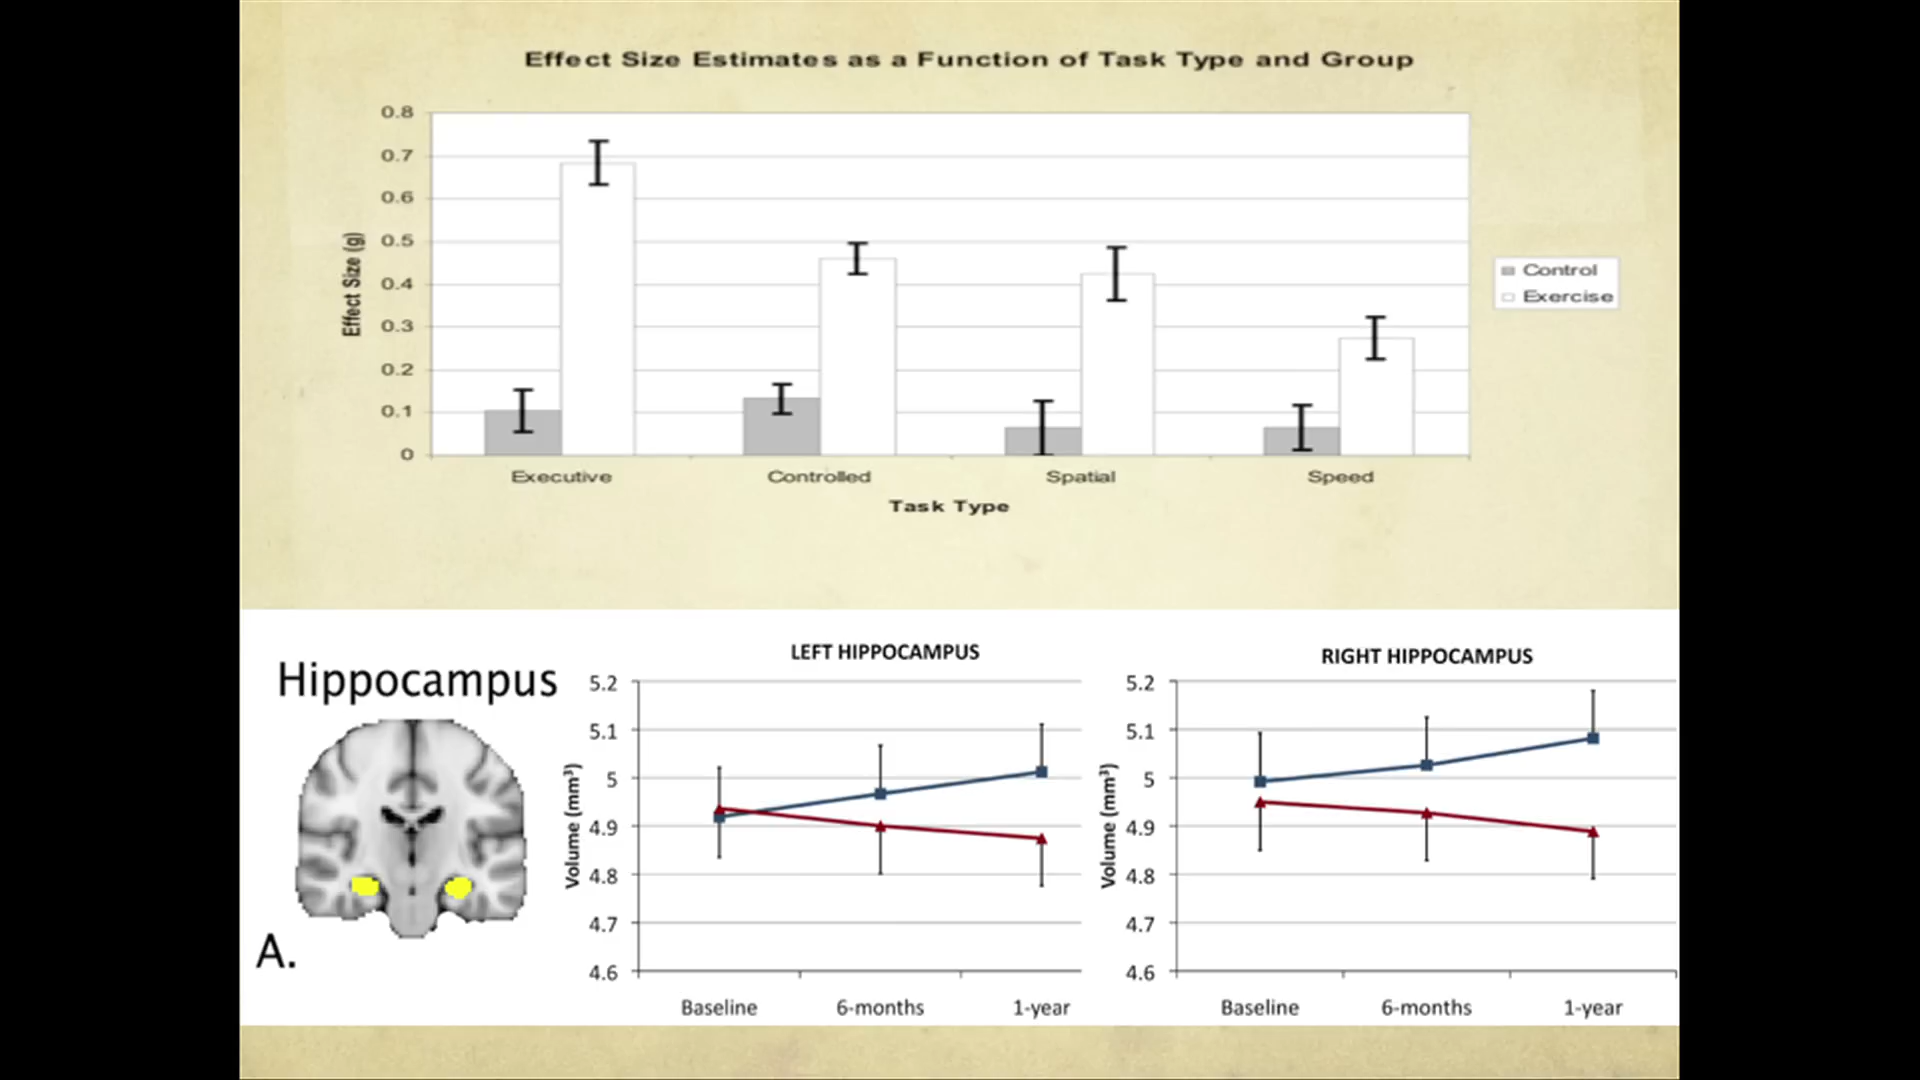 Effect Size Estimates as a Function of Task Type and Group
0.8
0.7
0.6
0.5
0.4
0.3
0.2
0.1
0
Effect Size (g)
Executive
Controlled
Spatial
Speed
Task Type
Control
Exercise
Hippocampus
A.
LEFT HIPPOCAMPUS
5.2
5.1
5
4.9
4.8
4.7
4.6
Volume (mm³)
Baseline
6-months
1-year
RIGHT HIPPOCAMPUS
5.2
5.1
5
4.9
4.8
4.7
4.6
Volume (mm³)
Baseline
6-months
1-year